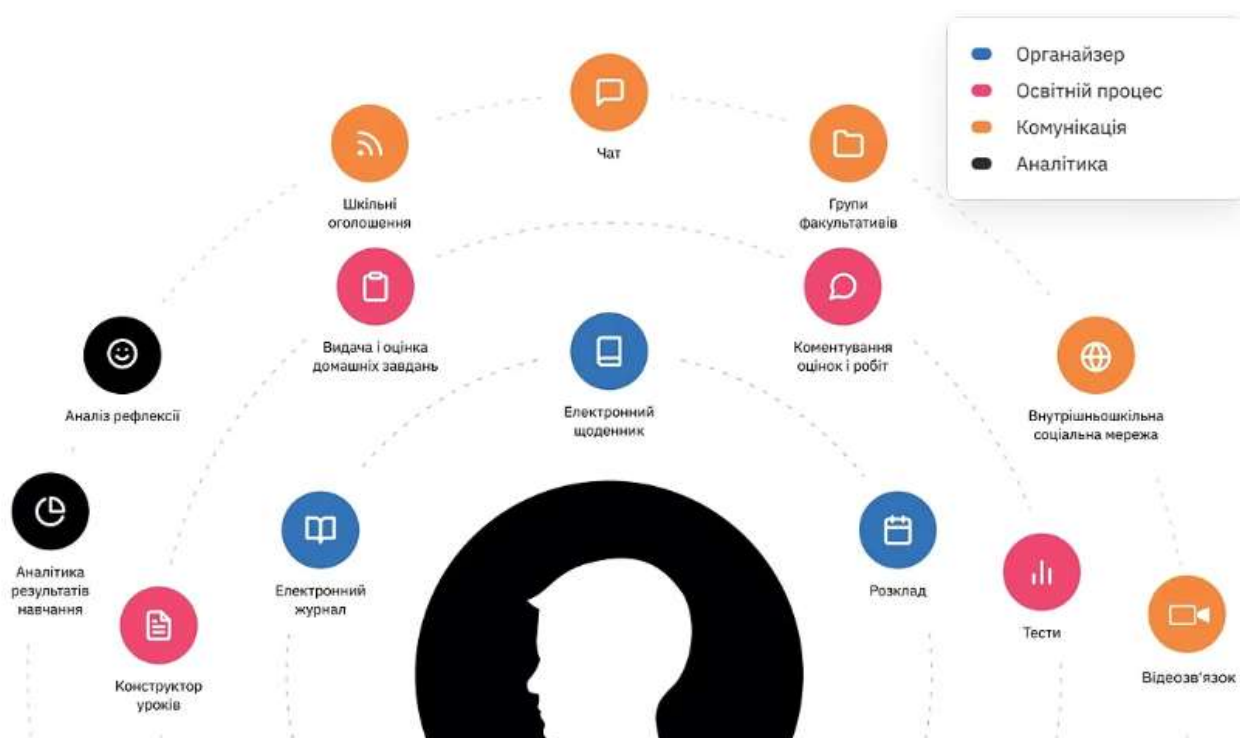 Органайзер
Освітній процес
Комунікація
Аналітика
Чат
Шкільні
оголошення
Групи
факультативів
Видача і оцінка
домашніх завдань
Коментування
оцінок і робіт
Аналіз рефлексії
Електронний
щоденник
Внутрішньошкільна
соціальна мережа
Аналітика
результатів
навчання
Електронний
журнал
Розклад
Тести
Конструктор
уроків
Відеозв'язок